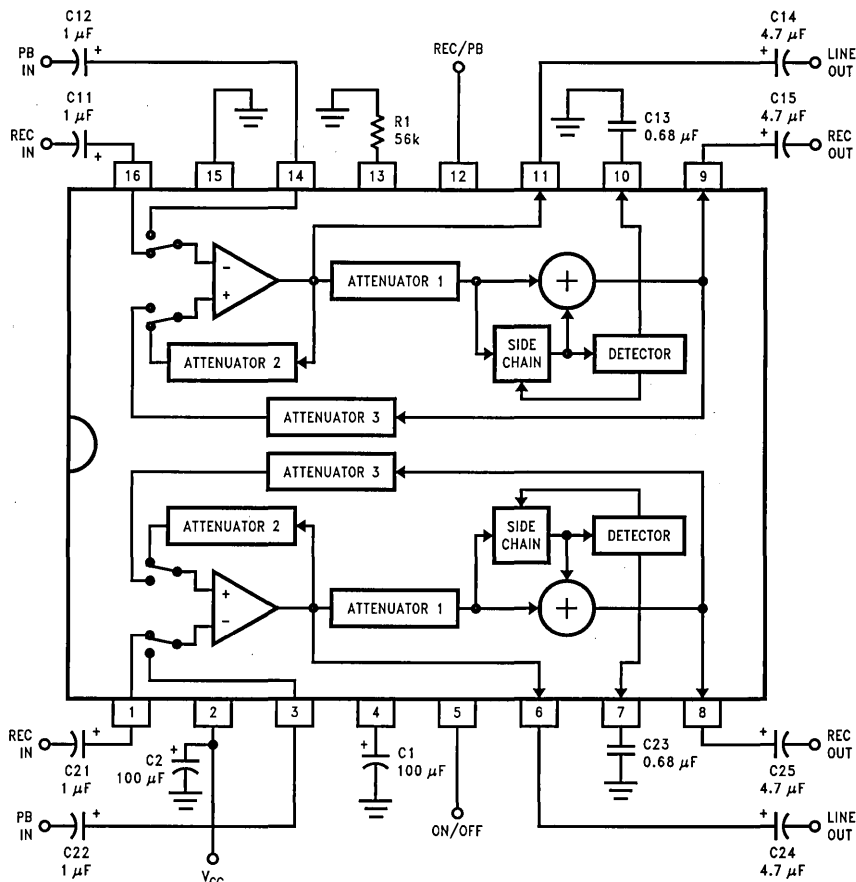 C12
1 μF
+
PB
IN
C11
1 μF
+
REC
IN
REC/PB
R1
56k
C13
0.68 μF
C14
4.7 μF
+
LINE
OUT
C15
4.7 μF
+
REC
OUT
16
15
14
13
12
11
10
9
−
+
ATTENUATOR 1
+
ATTENUATOR 2
SIDE
CHAIN
DETECTOR
ATTENUATOR 3
ATTENUATOR 3
ATTENUATOR 2
SIDE
CHAIN
DETECTOR
+
−
ATTENUATOR 1
+
1
2
3
4
5
6
7
8
REC
IN
+
C21
1 μF
C2
100 μF
+
C1
100 μF
+
C23
0.68 μF
+
REC
OUT
C25
4.7 μF
PB
IN
+
C22
1 μF
VCC
ON/OFF
+
LINE
OUT
C24
4.7 μF